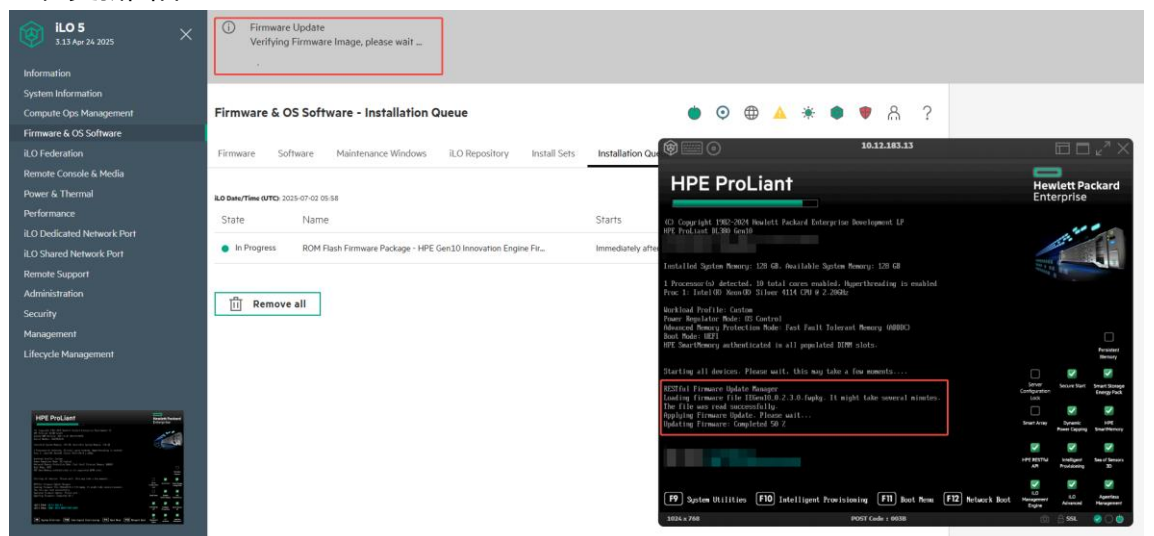 iLO 5
3.13 Apr 24 2025
Information
System Information
Compute Ops Management
Firmware & OS Software
iLO Federation
Remote Console & Media
Power & Thermal
Performance
iLO Dedicated Network Port
iLO Shared Network Port
Remote Support
Administration
Security
Management
Lifecycle Management
Firmware Update
Verifying Firmware Image, please wait ...
Firmware & OS Software - Installation Queue
?
Firmware Software Maintenance Windows iLO Repository Install Sets Installation Qu
iLO Date/Time (UTC): 2025-07-02 05:58
State Name Starts
In Progress ROM Flash Firmware Package - HPE Gen10 Innovation Engine Fir... Immediately after
Remove all
10.12.183.13
HPE ProLiant
Hewlett Packard
Enterprise
(C) Copyright 1982-2024 Hewlett Packard Enterprise Development LP
HPE ProLiant DL380 Gen10
Installed System Memory: 128 GB, Available System Memory: 128 GB
1 Processor(s) detected, 10 total cores enabled, Hyperthreading is enabled
Proc 1: Intel(R) Xeon(R) Silver 4114 CPU @ 2.20GHz
Workload Profile: Custom
Power Regulator Mode: OS Control
Advanced Memory Protection Mode: Fast Fault Tolerant Memory (ADDDC)
Boot Mode: UEFI
HPE SmartMemory authenticated in all populated DIMM slots.
Starting all devices. Please wait, this may take a few moments....
RESTful Firmware Update Manager
Loading firmware file IEGen10.0.2.3.0.fwpkg. It might take several minutes.
The file was read successfully.
Applying Firmware Update. Please wait...
Updating Firmware: Completed 50 %
Persistent
Memory
Server
Configuration
Lock
Secure Start
Smart Storage
Energy Pack
Smart Array
Dynamic
Power Capping
HPE
SmartMemory
HPE RESTful
API
Intelligent
Provisioning
Sea of Sensors
3D
iLO
Management
Engine
iLO
Advanced
Agentless
Management
F9 System Utilities F10 Intelligent Provisioning F11 Boot Menu F12 Network Boot
1024 x 768 POST Code : 003B SSL
HPE ProLiant